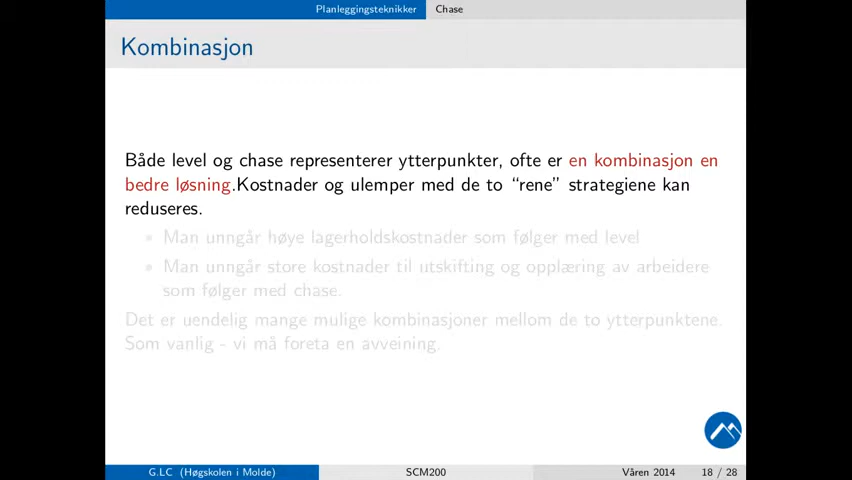 Planleggingsteknikker Chase
Kombinasjon
Både level og chase representerer ytterpunkter, ofte er en kombinasjon en
bedre løsning.Kostnader og ulemper med de to “rene” strategiene kan
reduseres.
• Man unngår høye lagerholdskostnader som følger med level
• Man unngår store kostnader til utskifting og opplæring av arbeidere
som følger med chase.
Det er uendelig mange mulige kombinasjoner mellom de to ytterpunktene.
Som vanlig - vi må foreta en avveining.
G.LC (Høgskolen i Molde) SCM200 Våren 2014 18 / 28